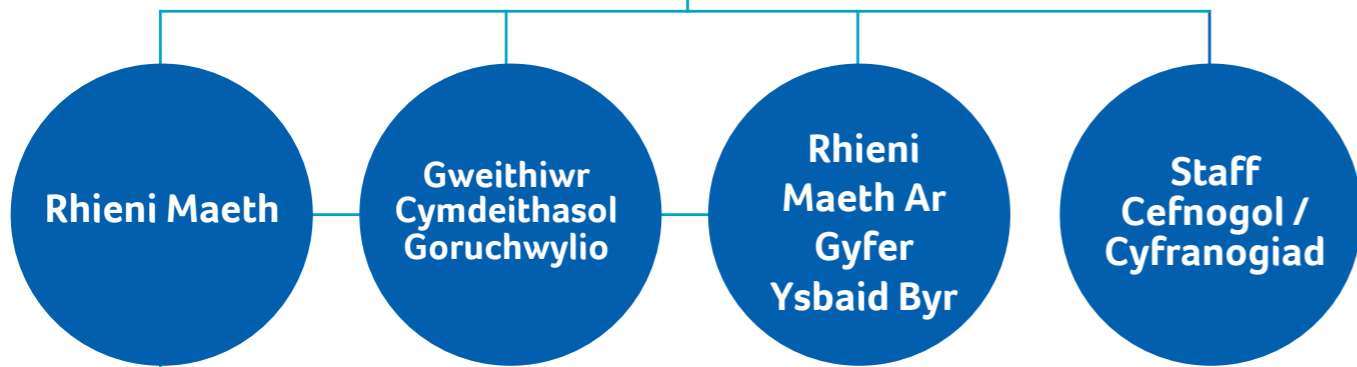 Rhieni Maeth
Gweithiwr
Cymdeithasol
Goruchwylio
Rhieni
Maeth Ar
Gyfer
Ysbaid Byr
Staff
Cefnogol /
Cyfranogiad